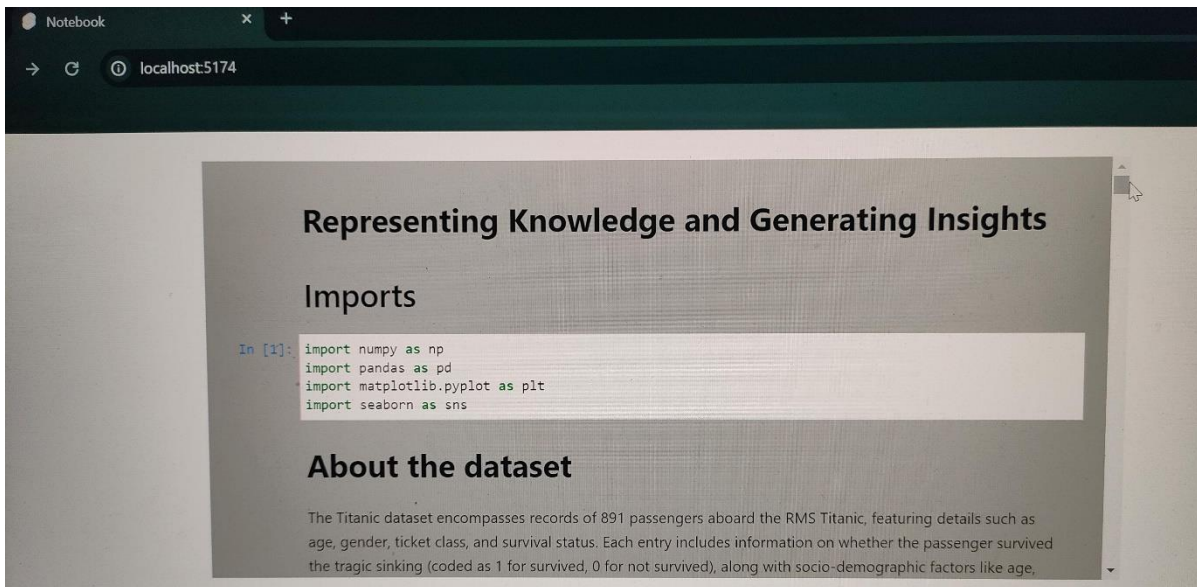 Notebook
localhost:5174
Representing Knowledge and Generating Insights
Imports
In [1]:
import numpy as np
import pandas as pd
import matplotlib.pyplot as plt
import seaborn as sns
About the dataset
The Titanic dataset encompasses records of 891 passengers aboard the RMS Titanic, featuring details such as
age, gender, ticket class, and survival status. Each entry includes information on whether the passenger survived
the tragic sinking (coded as 1 for survived, 0 for not survived), along with socio-demographic factors like age,